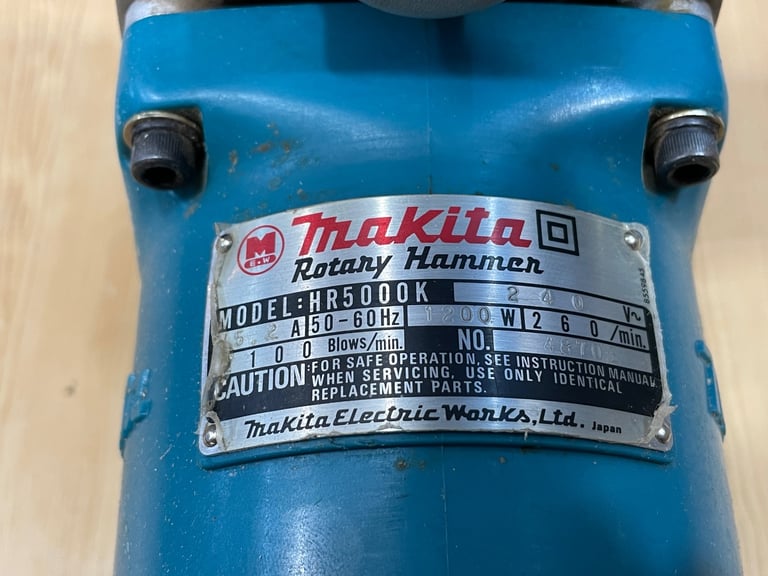 M
E·W
Makita
Rotary Hammer
MODEL: HR5000K 240 V~
5.2 A 50-60Hz 1200 W 260/min.
100 Blows/min. NO.
CAUTION: FOR SAFE OPERATION, SEE INSTRUCTION MANUAL
WHEN SERVICING, USE ONLY IDENTICAL
REPLACEMENT PARTS.
Makita Electric Works, Ltd. Japan